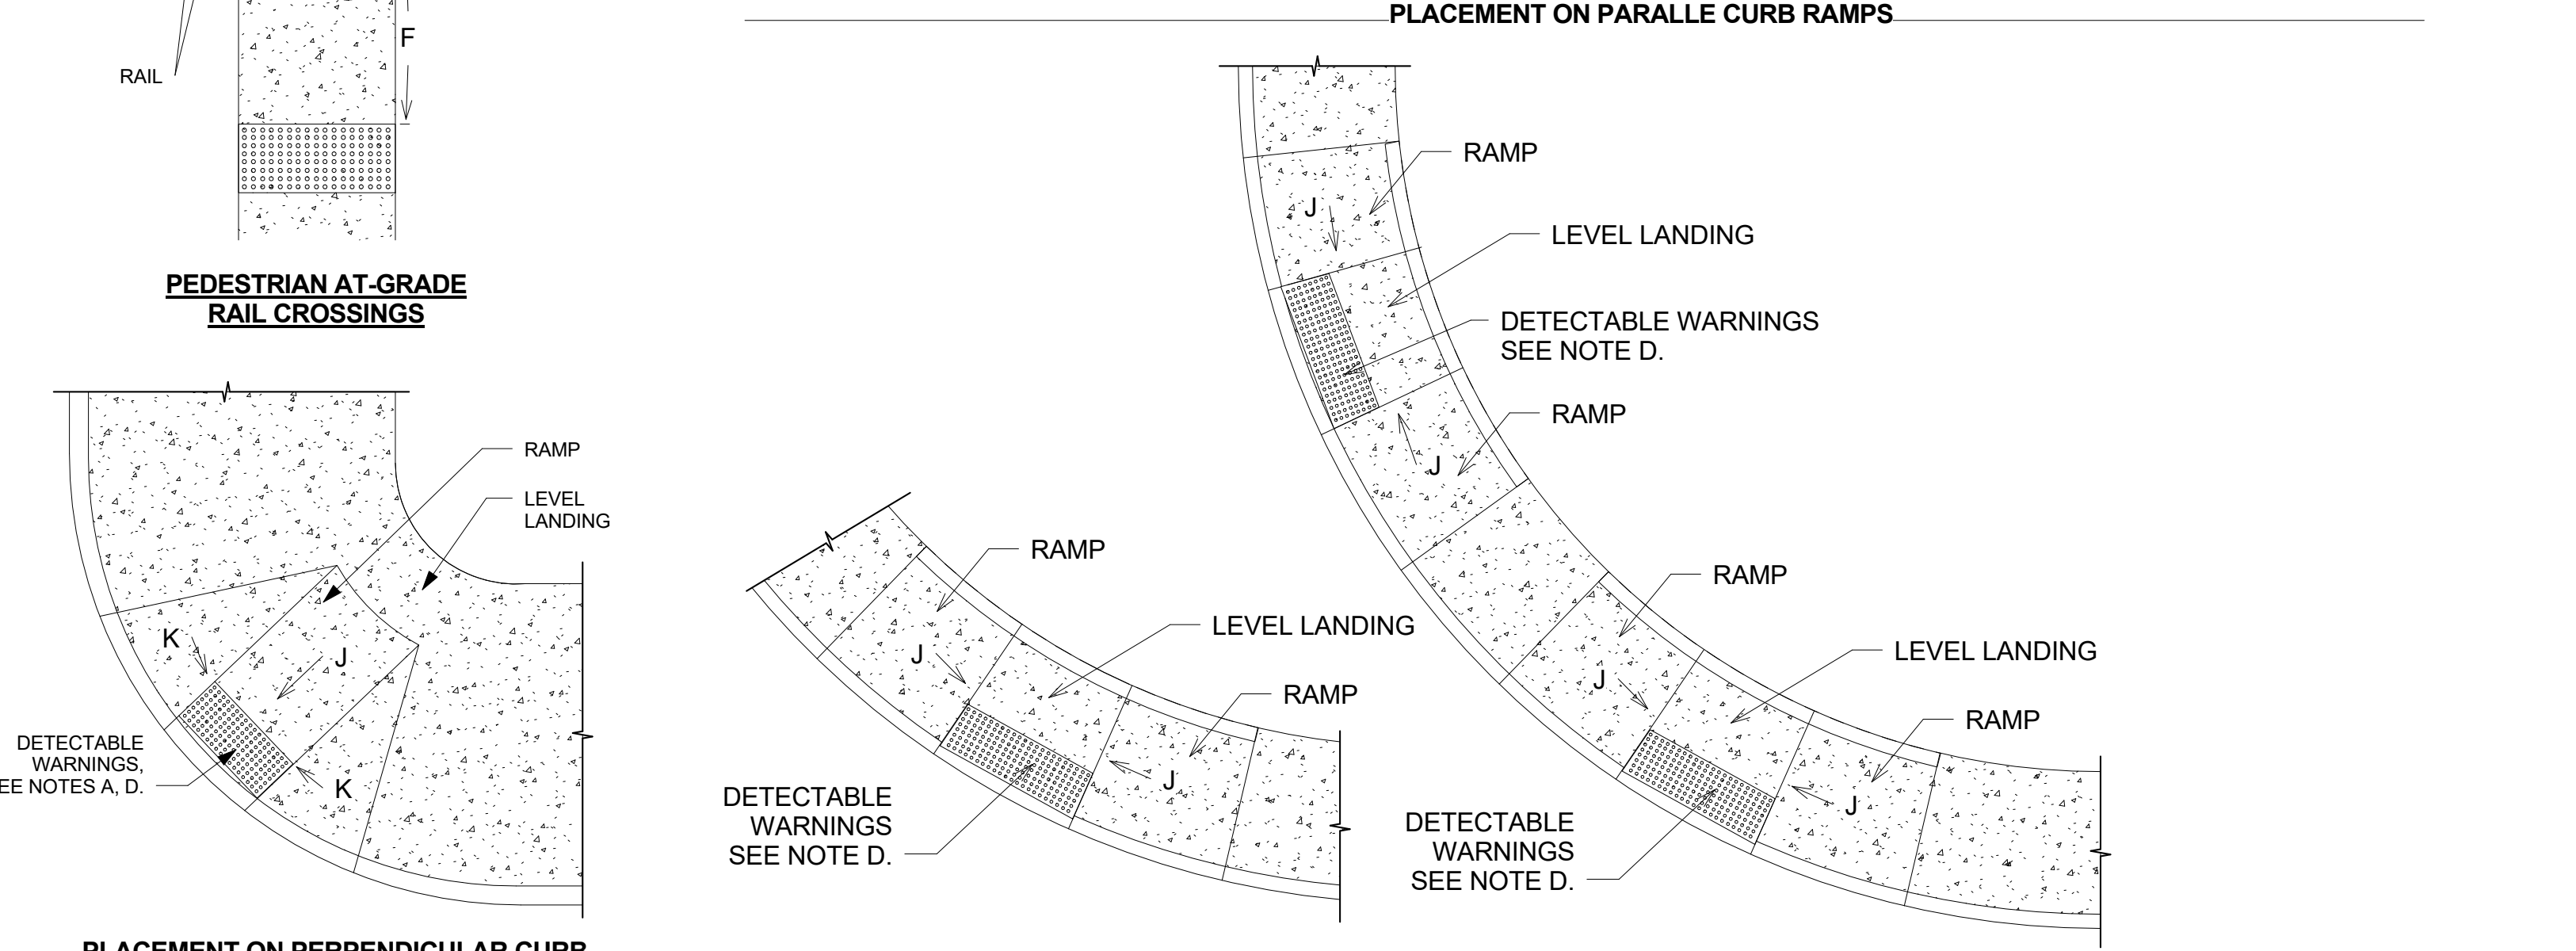 PLACEMENT ON PARALLE CURB RAMPS
F
RAIL
PEDESTRIAN AT-GRADE
RAIL CROSSINGS
RAMP
LEVEL
LANDING
K
J
K
DETECTABLE
WARNINGS,
EE NOTES A, D.
PLACEMENT ON PERPENDICULAR CURB
RAMP
LEVEL LANDING
J
RAMP
J
DETECTABLE
WARNINGS
SEE NOTE D.
RAMP
J
LEVEL LANDING
DETECTABLE WARNINGS
SEE NOTE D.
RAMP
J
RAMP
J
LEVEL LANDING
RAMP
J
DETECTABLE
WARNINGS
SEE NOTE D.